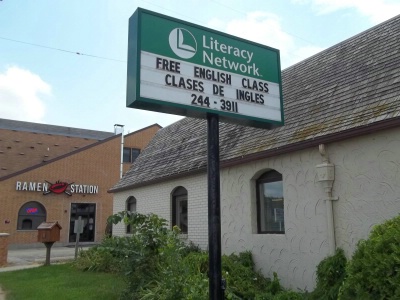 Literacy
Network
FREE ENGLISH CLASS
CLASES DE INGLES
244-3911
RAMEN STATION